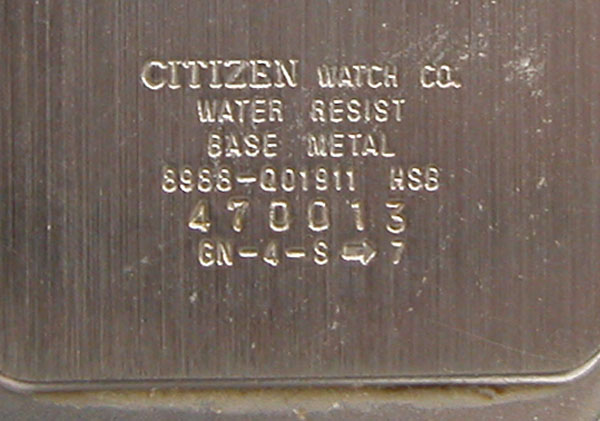 CITIZEN WATCH CO.
WATER RESIST
BASE METAL
8988-Q01911 HSB
470013
GN-4-S ➡ 7